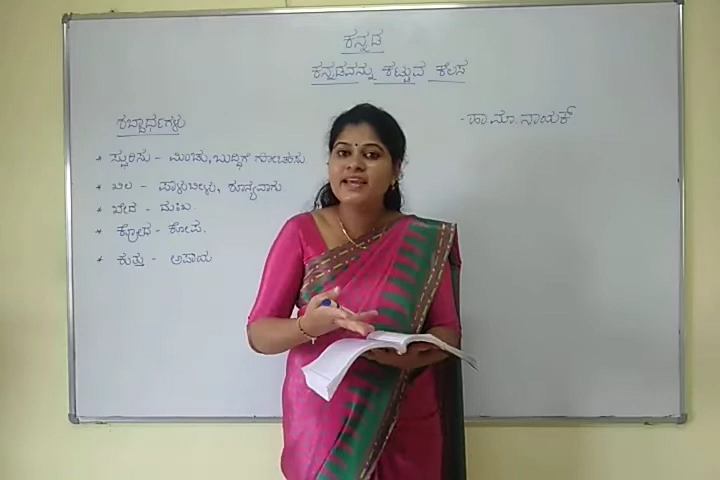 ಕನ್ನಡ
ಕನ್ನಡವನ್ನು ಕಟ್ಟುವ ಕೆಲಸ
- ಹಾ.ಮಾ.ನಾಯಕ್
ಶಬ್ದಾರ್ಥಗಳು
* ಸ್ಫುರಿಸು - ಮಿಂಚು, ಬುದ್ಧಿಗೆ ಗೋಚರಿಸು
* ಖಿಲ - ಪಾಳುಬೀಳು, ಶೂನ್ಯವಾಗು
* ಖೇದ - ದುಃಖ.
* ಕ್ರೋಧ - ಕೋಪ.
* ಕುತ್ತು - ಅಪಾಯ